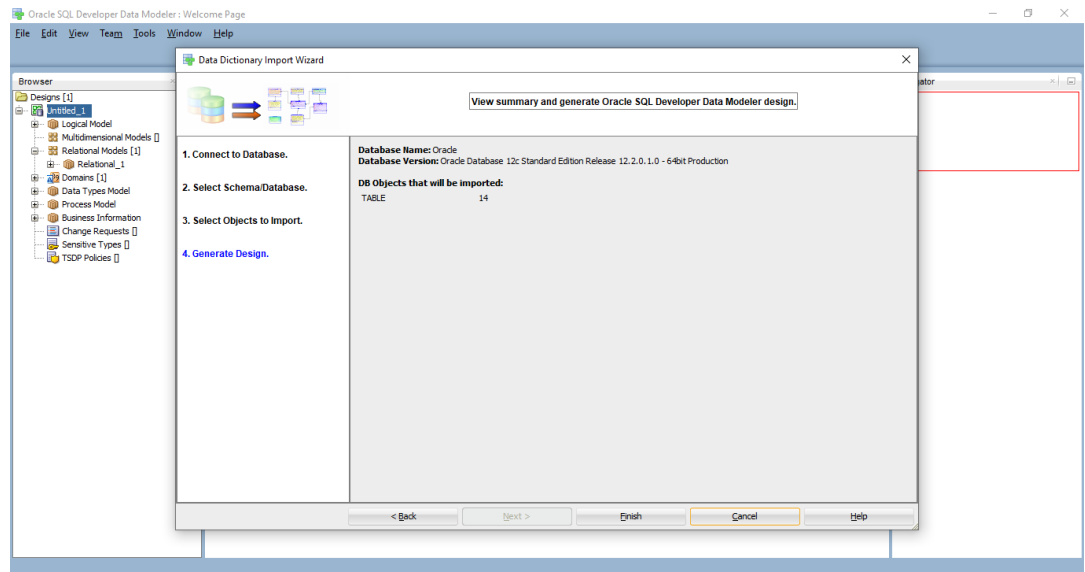 Oracle SQL Developer Data Modeler : Welcome Page
File Edit View Team Tools Window Help
Data Dictionary Import Wizard
Browser
Designs [1]
Untitled_1
Logical Model
Multidimensional Models []
Relational Models [1]
Relational_1
Domains [1]
Data Types Model
Process Model
Business Information
Change Requests []
Sensitive Types []
TSDP Policies []
View summary and generate Oracle SQL Developer Data Modeler design.
1. Connect to Database.
2. Select Schema/Database.
3. Select Objects to Import.
4. Generate Design.
Database Name: Oracle
Database Version: Oracle Database 12c Standard Edition Release 12.2.0.1.0 - 64bit Production
DB Objects that will be imported:
TABLE 14
< Back Next > Finish Cancel Help
ator